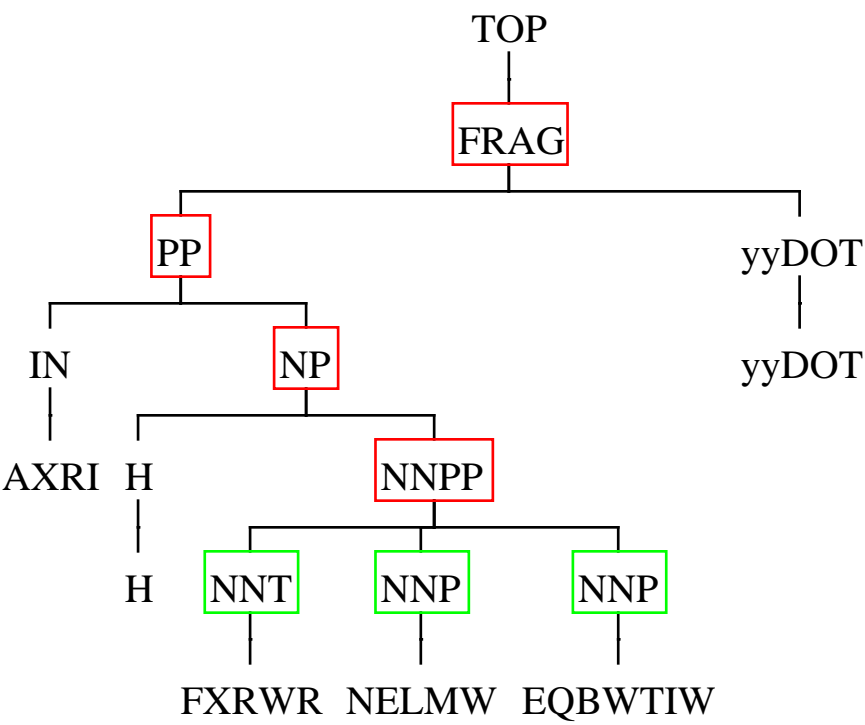 TOP
FRAG
PP yyDOT
IN NP yyDOT
AXRI H NNPP
H NNT NNP NNP
FXRWR NELMW EQBWTIW